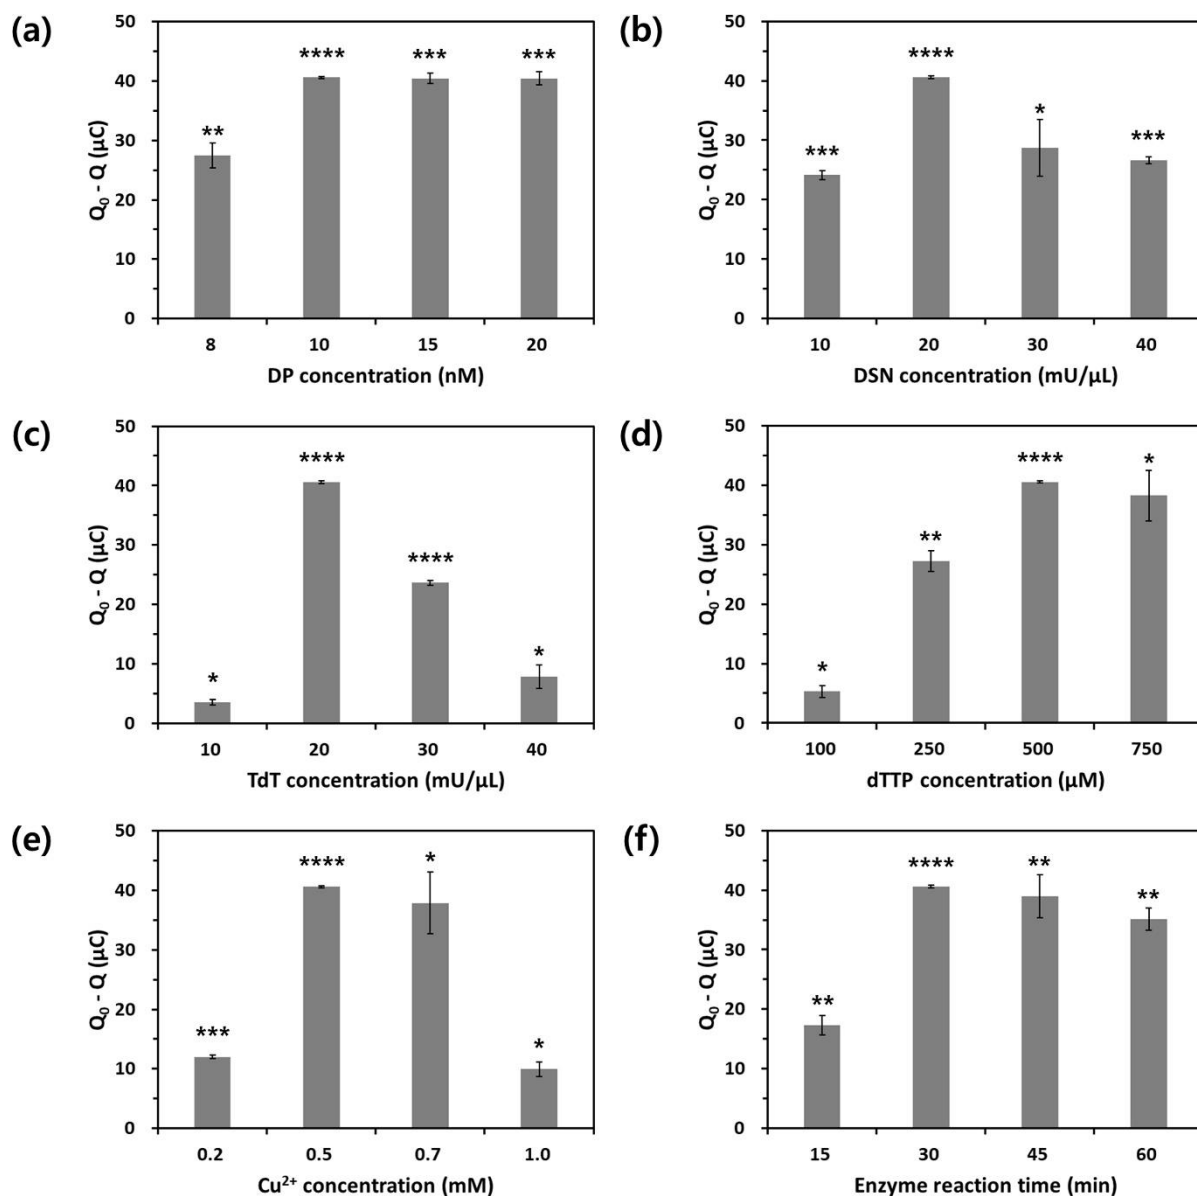 (a)
50
40
30
20
10
0
Q₀ - Q (µC)
**
****
***
***
8 10 15 20
DP concentration (nM)
(b)
50
40
30
20
10
0
Q₀ - Q (µC)
***
****
*
***
10 20 30 40
DSN concentration (mU/µL)
(c)
50
40
30
20
10
0
Q₀ - Q (µC)
*
****
****
*
10 20 30 40
TdT concentration (mU/µL)
(d)
50
40
30
20
10
0
Q₀ - Q (µC)
*
**
****
*
100 250 500 750
dTTP concentration (µM)
(e)
50
40
30
20
10
0
Q₀ - Q (µC)
***
****
*
*
0.2 0.5 0.7 1.0
Cu²⁺ concentration (mM)
(f)
50
40
30
20
10
0
Q₀ - Q (µC)
**
****
**
**
15 30 45 60
Enzyme reaction time (min)